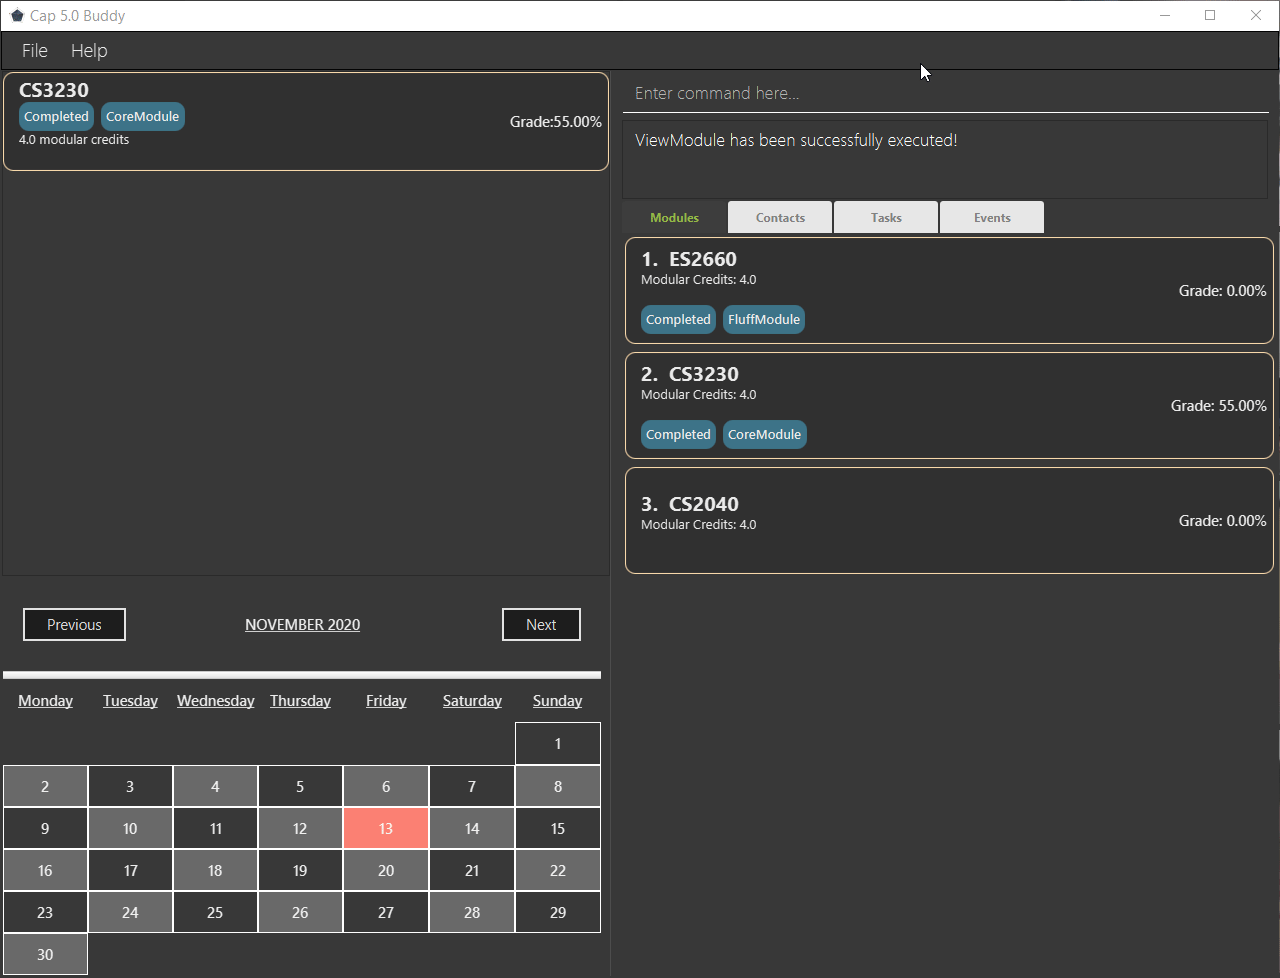 Cap 5.0 Buddy
File Help
CS3230
Completed CoreModule
4.0 modular credits
Grade:55.00%
Enter command here...
ViewModule has been successfully executed!
Modules Contacts Tasks Events
1. ES2660
Modular Credits: 4.0
Grade: 0.00%
Completed FluffModule
2. CS3230
Modular Credits: 4.0
Grade: 55.00%
Completed CoreModule
3. CS2040
Modular Credits: 4.0
Grade: 0.00%
Previous NOVEMBER 2020 Next
Monday Tuesday Wednesday Thursday Friday Saturday Sunday
1
2 3 4 5 6 7 8
9 10 11 12 13 14 15
16 17 18 19 20 21 22
23 24 25 26 27 28 29
30